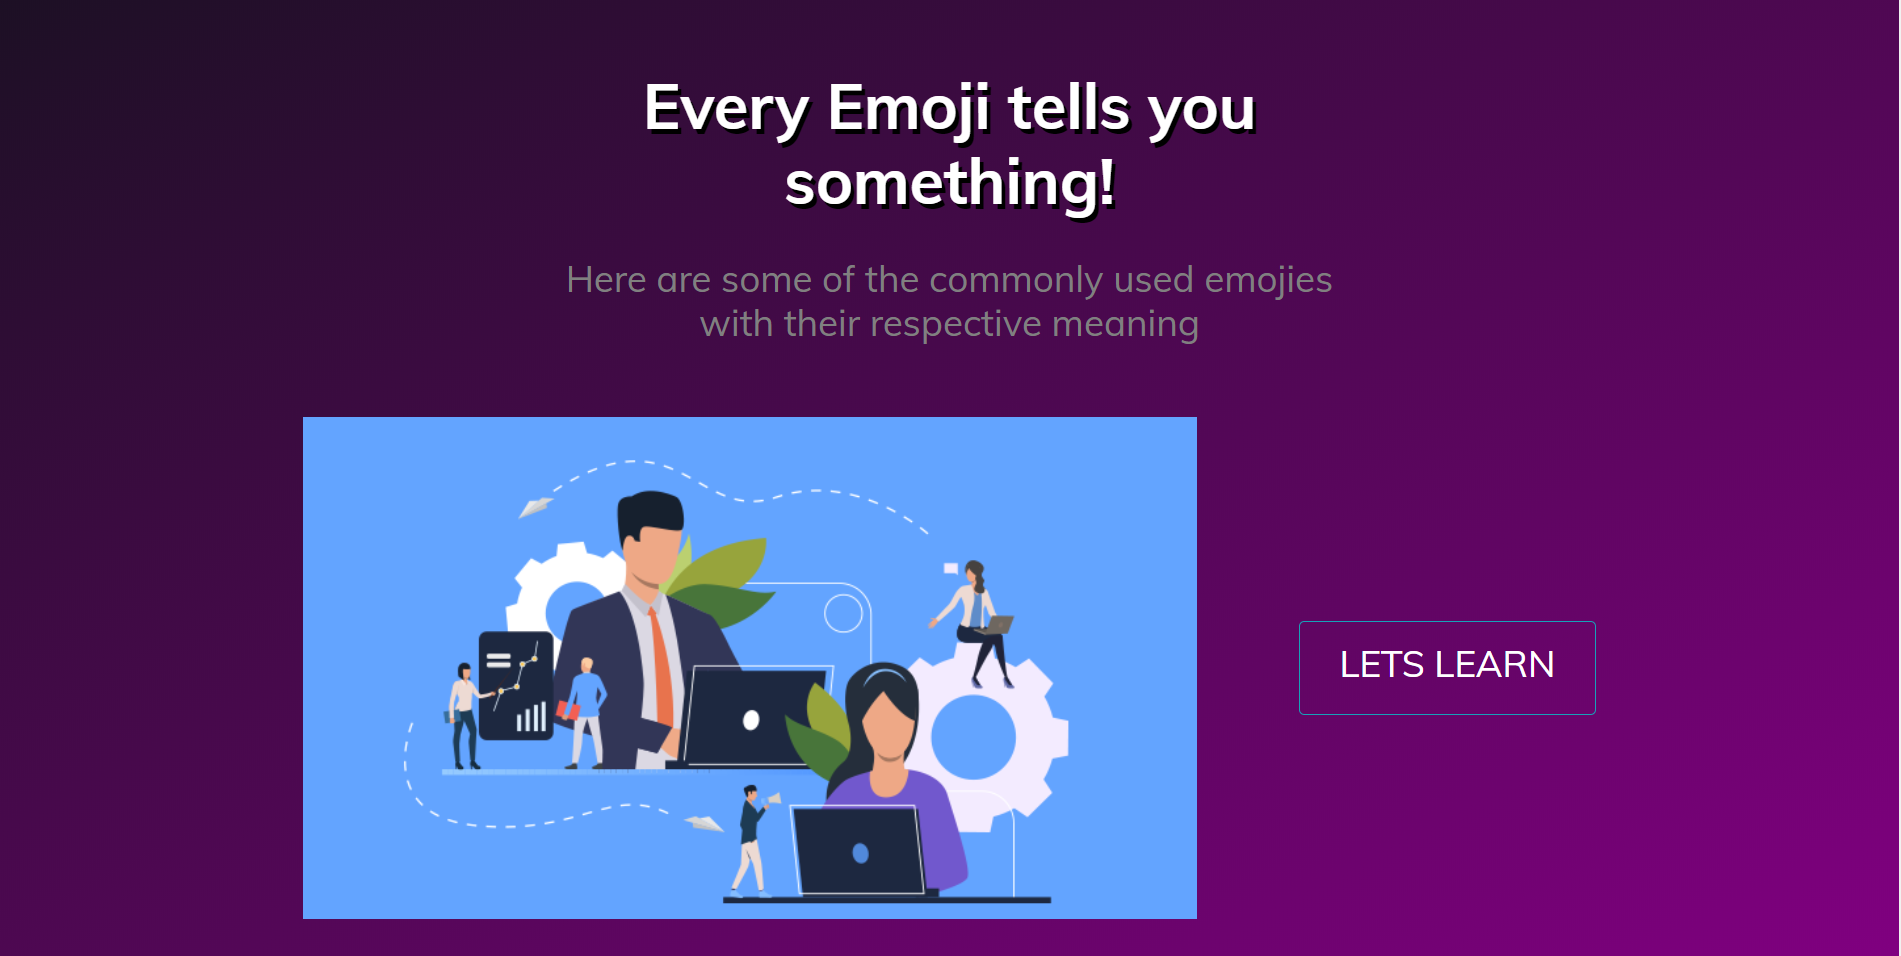 Every Emoji tells you
something!
Here are some of the commonly used emojies
with their respective meaning
LETS LEARN